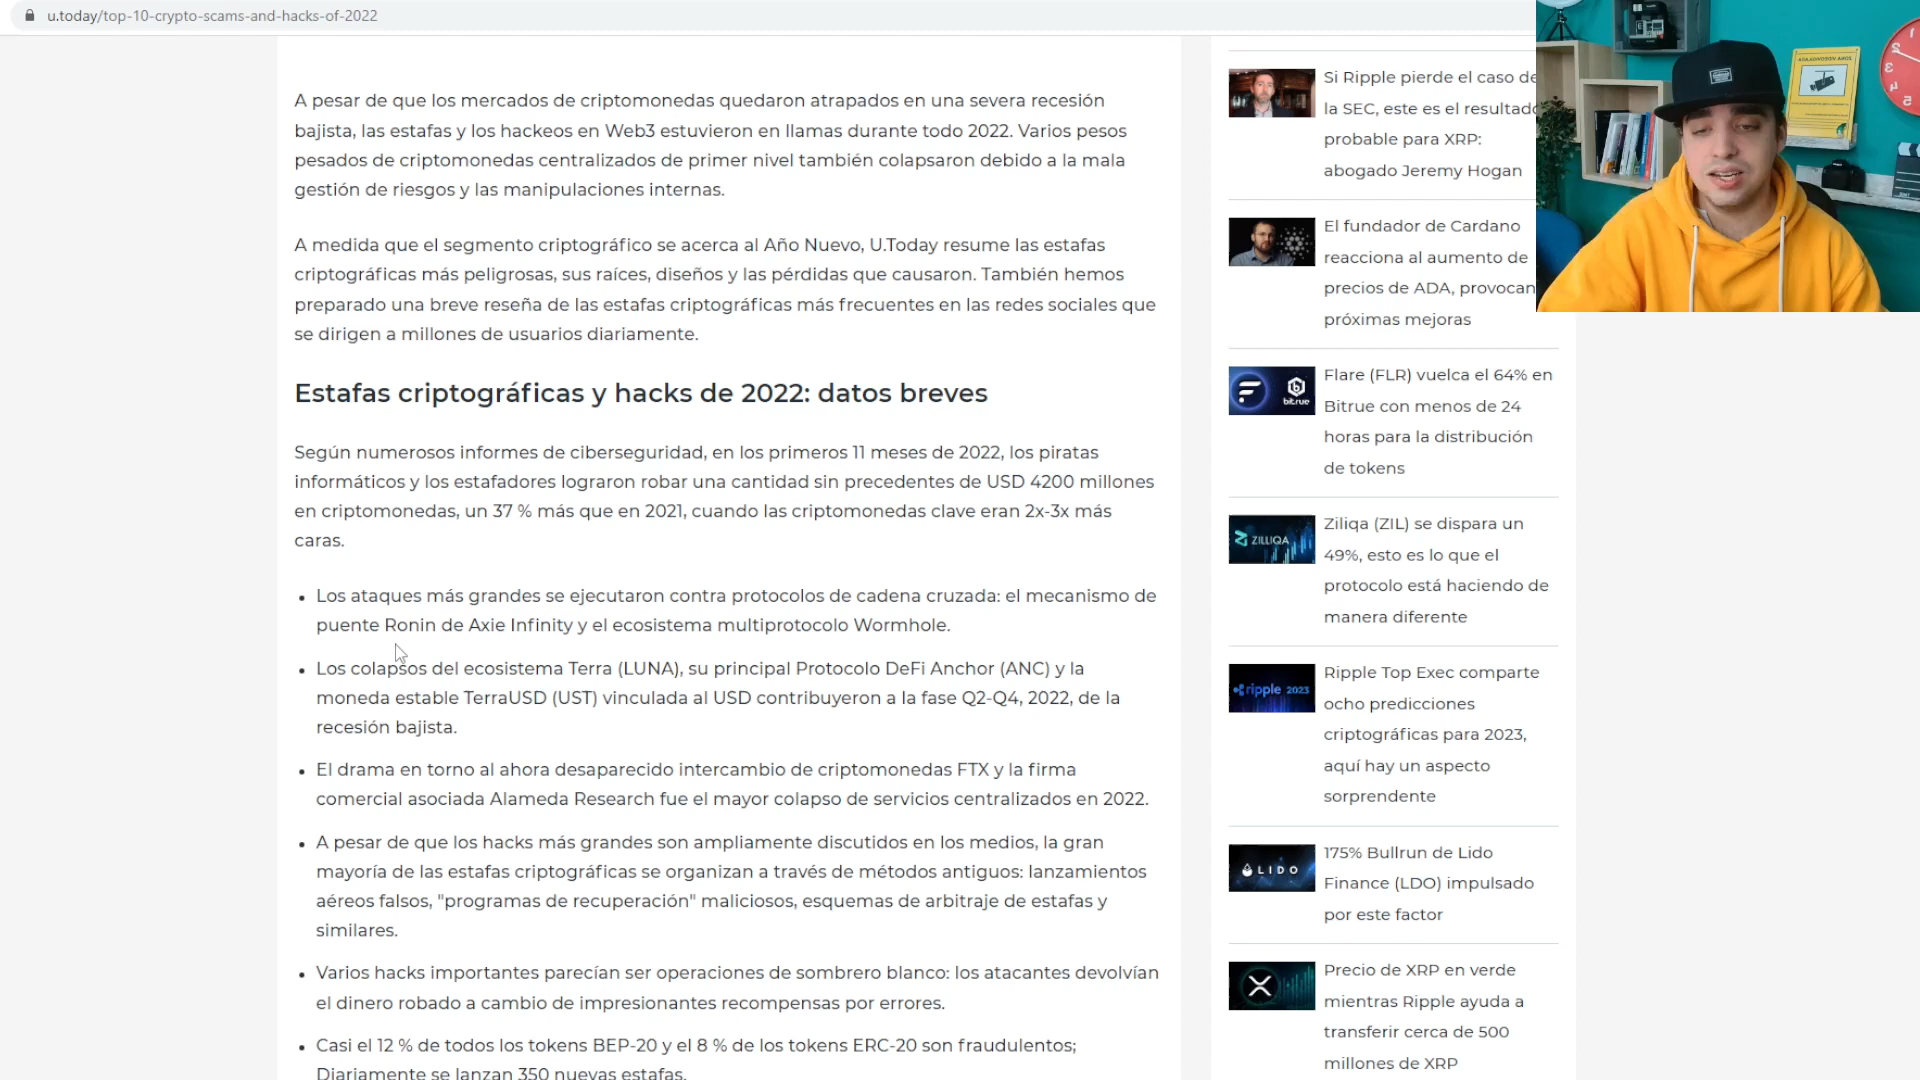 u.today/top-10-crypto-scams-and-hacks-of-2022
A pesar de que los mercados de criptomonedas quedaron atrapados en una severa recesión
bajista, las estafas y los hackeos en Web3 estuvieron en llamas durante todo 2022. Varios pesos
pesados de criptomonedas centralizados de primer nivel también colapsaron debido a la mala
gestión de riesgos y las manipulaciones internas.
A medida que el segmento criptográfico se acerca al Año Nuevo, U.Today resume las estafas
criptográficas más peligrosas, sus raíces, diseños y las pérdidas que causaron. También hemos
preparado una breve reseña de las estafas criptográficas más frecuentes en las redes sociales que
se dirigen a millones de usuarios diariamente.
Estafas criptográficas y hacks de 2022: datos breves
Según numerosos informes de ciberseguridad, en los primeros 11 meses de 2022, los piratas
informáticos y los estafadores lograron robar una cantidad sin precedentes de USD 4200 millones
en criptomonedas, un 37 % más que en 2021, cuando las criptomonedas clave eran 2x-3x más
caras.
• Los ataques más grandes se ejecutaron contra protocolos de cadena cruzada: el mecanismo de
puente Ronin de Axie Infinity y el ecosistema multiprotocolo Wormhole.
• Los colapsos del ecosistema Terra (LUNA), su principal Protocolo DeFi Anchor (ANC) y la
moneda estable TerraUSD (UST) vinculada al USD contribuyeron a la fase Q2-Q4, 2022, de la
recesión bajista.
• El drama en torno al ahora desaparecido intercambio de criptomonedas FTX y la firma
comercial asociada Alameda Research fue el mayor colapso de servicios centralizados en 2022.
• A pesar de que los hacks más grandes son ampliamente discutidos en los medios, la gran
mayoría de las estafas criptográficas se organizan a través de métodos antiguos: lanzamientos
aéreos falsos, "programas de recuperación" maliciosos, esquemas de arbitraje de estafas y
similares.
• Varios hacks importantes parecían ser operaciones de sombrero blanco: los atacantes devolvían
el dinero robado a cambio de impresionantes recompensas por errores.
• Casi el 12 % de todos los tokens BEP-20 y el 8 % de los tokens ERC-20 son fraudulentos;
Diariamente se lanzan 350 nuevas estafas.
Si Ripple pierde el caso de
la SEC, este es el resultado
probable para XRP:
abogado Jeremy Hogan
El fundador de Cardano
reacciona al aumento de
precios de ADA, provocan
próximas mejoras
bitrue
Flare (FLR) vuelca el 64% en
Bitrue con menos de 24
horas para la distribución
de tokens
ZILLIQA
Ziliqa (ZIL) se dispara un
49%, esto es lo que el
protocolo está haciendo de
manera diferente
ripple 2023
Ripple Top Exec comparte
ocho predicciones
criptográficas para 2023,
aquí hay un aspecto
sorprendente
LIDO
175% Bullrun de Lido
Finance (LDO) impulsado
por este factor
Precio de XRP en verde
mientras Ripple ayuda a
transferir cerca de 500
millones de XRP